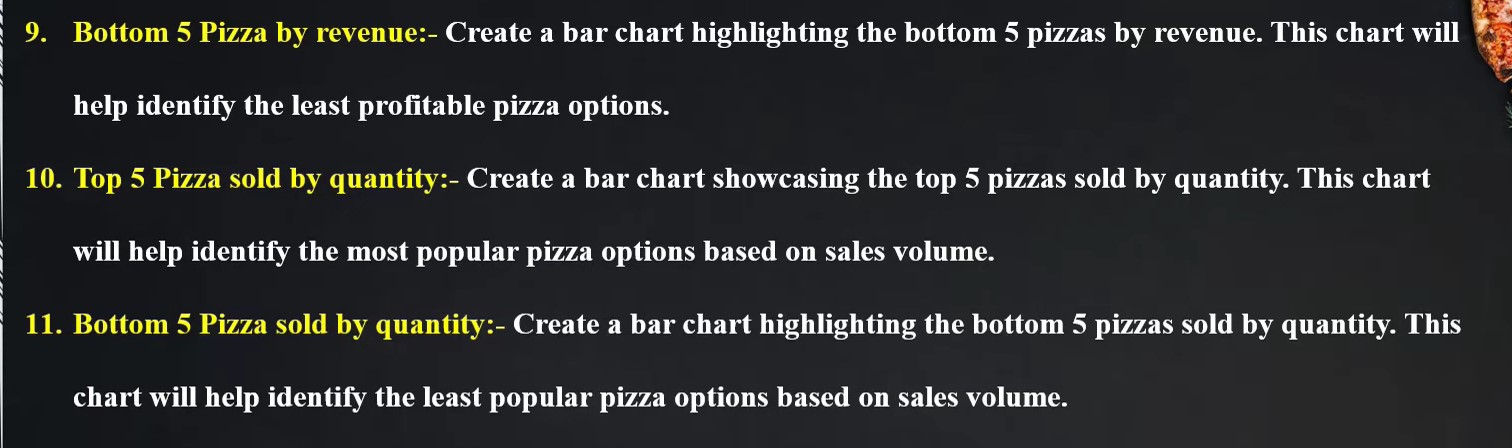 9. Bottom 5 Pizza by revenue:- Create a bar chart highlighting the bottom 5 pizzas by revenue. This chart will
help identify the least profitable pizza options.
10. Top 5 Pizza sold by quantity:- Create a bar chart showcasing the top 5 pizzas sold by quantity. This chart
will help identify the most popular pizza options based on sales volume.
11. Bottom 5 Pizza sold by quantity:- Create a bar chart highlighting the bottom 5 pizzas sold by quantity. This
chart will help identify the least popular pizza options based on sales volume.